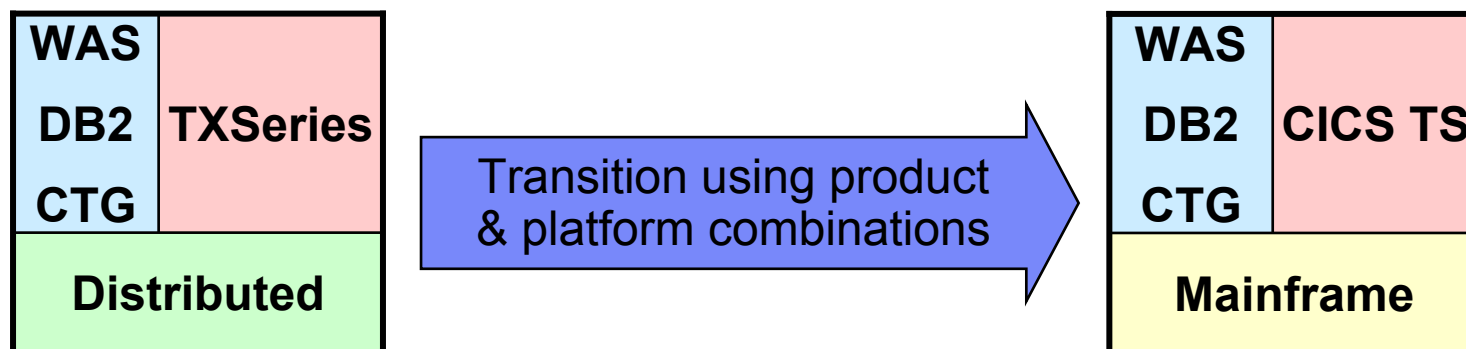 WAS
DB2
CTG
TXSeries
Distributed
Transition using product
& platform combinations
WAS
DB2
CTG
CICS TS
Mainframe